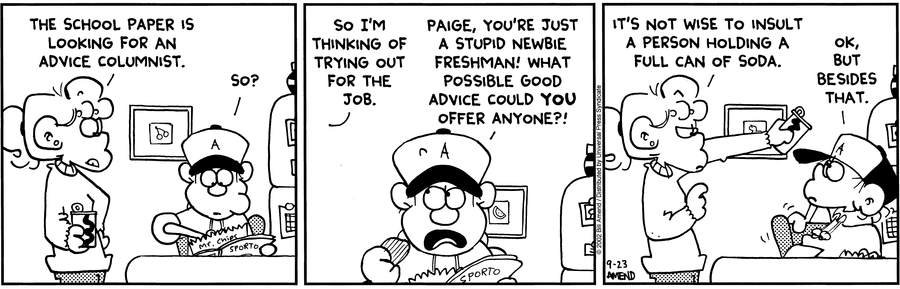 THE SCHOOL PAPER IS
LOOKING FOR AN
ADVICE COLUMNIST.
SO?
A
Mr. Chips
SPORTO
SO I'M
THINKING OF
TRYING OUT
FOR THE
JOB.
PAIGE, YOU'RE JUST
A STUPID NEWBIE
FRESHMAN! WHAT
POSSIBLE GOOD
ADVICE COULD YOU
OFFER ANYONE?!
A
SPORTO
IT'S NOT WISE TO INSULT
A PERSON HOLDING A
FULL CAN OF SODA.
OK,
BUT
BESIDES
THAT.
A
© 2002 Bill Amend / Distributed by Universal Press Syndicate
9-23
AMEND